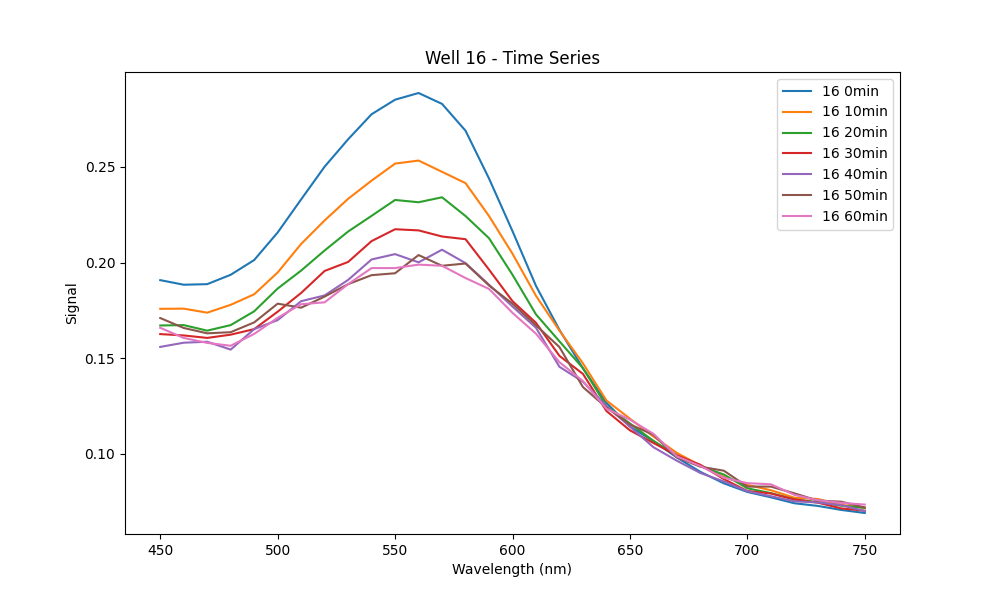 Well 16 - Time Series
16 0min
16 10min
16 20min
16 30min
16 40min
16 50min
16 60min
Signal
0.25
0.20
0.15
0.10
450 500 550 600 650 700 750
Wavelength (nm)